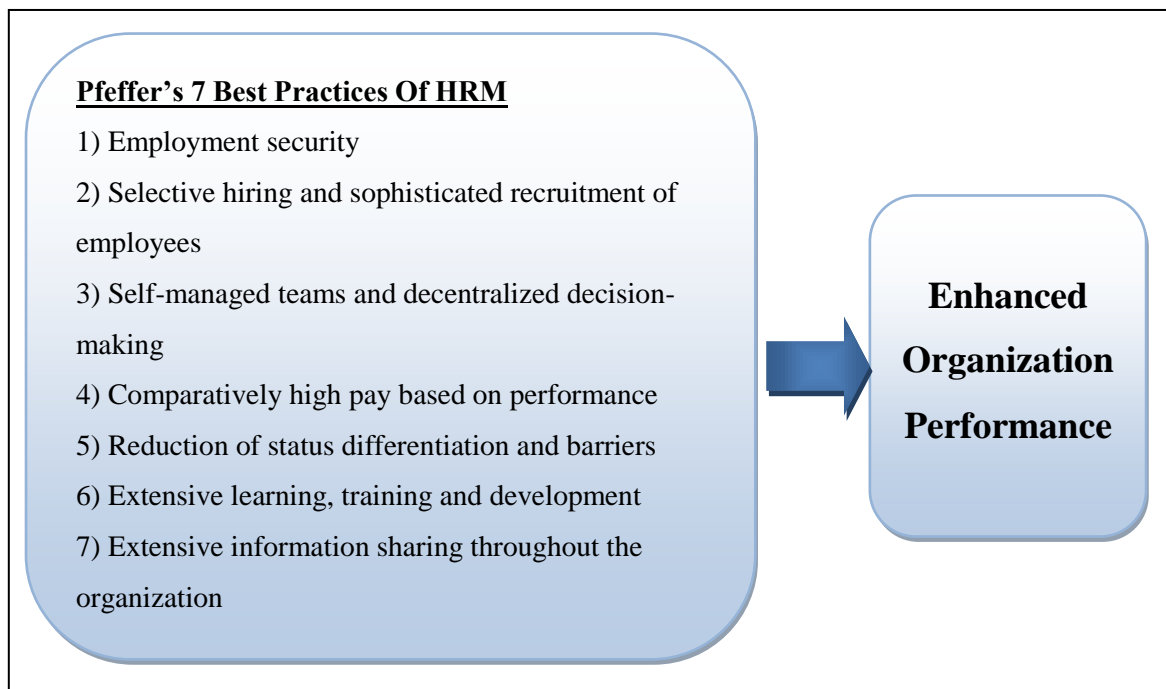 Pfeffer’s 7 Best Practices Of HRM
1) Employment security
2) Selective hiring and sophisticated recruitment of
employees
3) Self-managed teams and decentralized decision-
making
4) Comparatively high pay based on performance
5) Reduction of status differentiation and barriers
6) Extensive learning, training and development
7) Extensive information sharing throughout the
organization
Enhanced
Organization
Performance